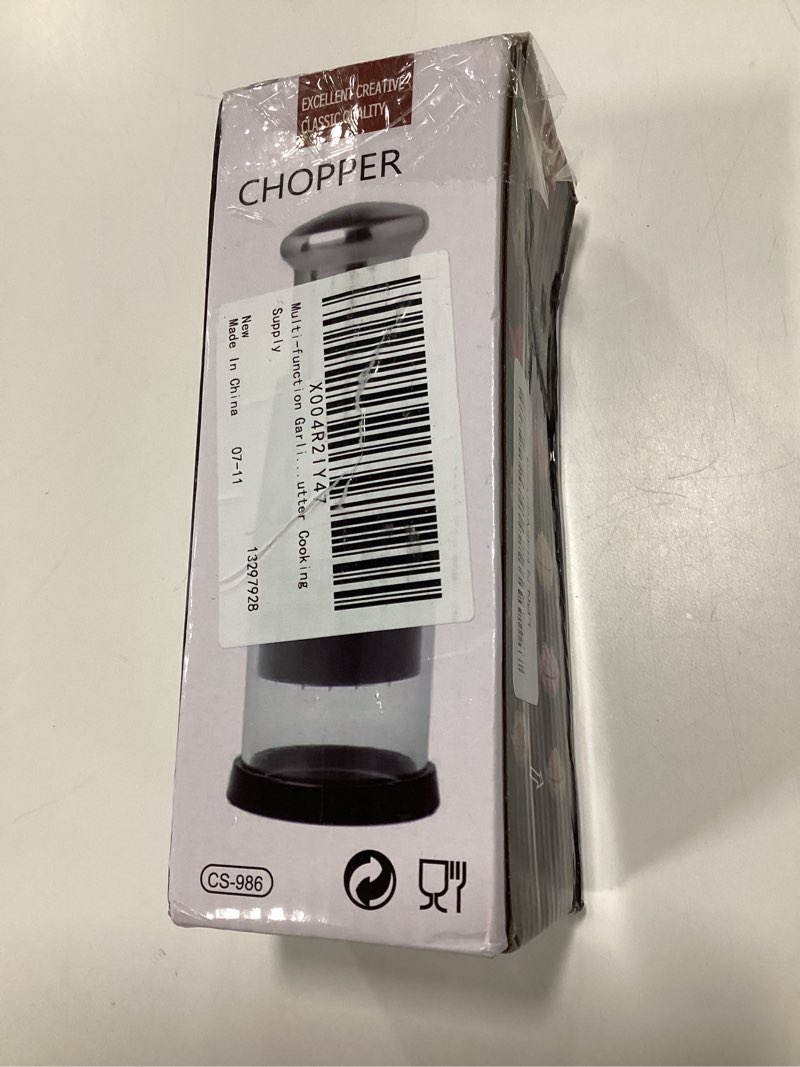 EXCELLENT CREATIVE
CLASSIC QUALITY
CHOPPER
X004R2IY47
Multi-function Garli...utter Cooking
Supply
New
Made In China 07-11
13297928
CS-986